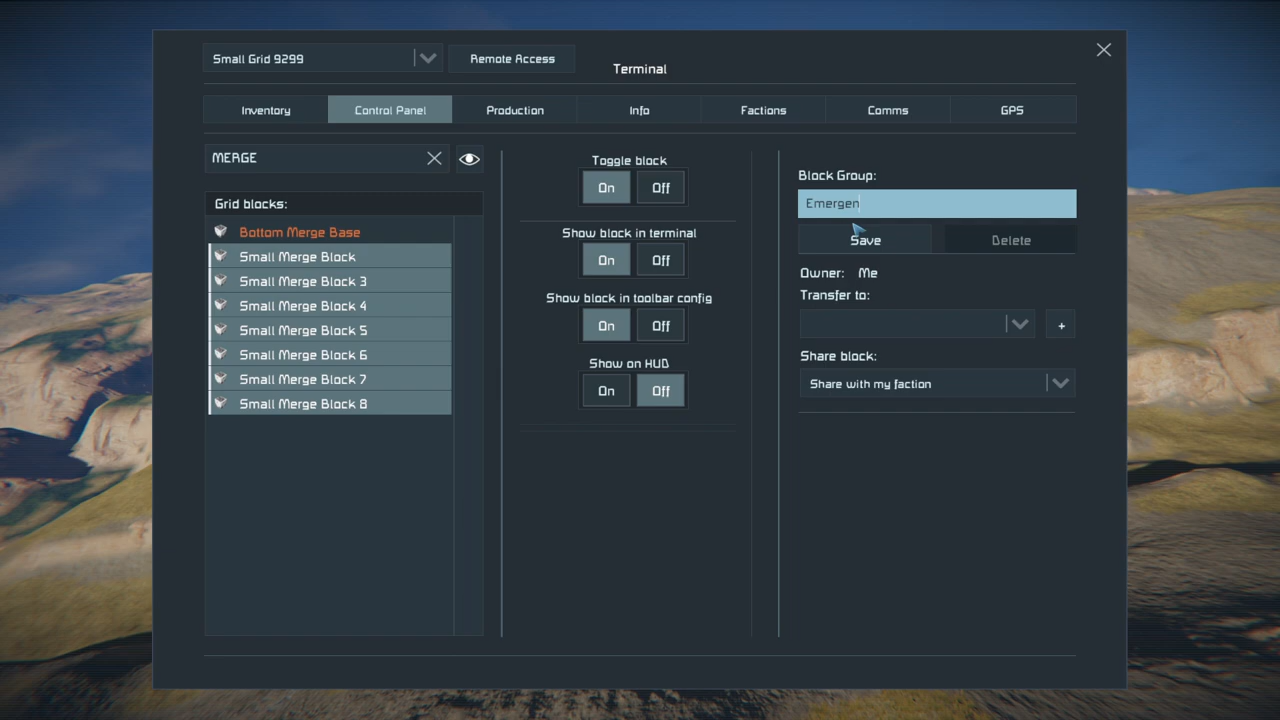 Small Grid 9299
Remote Access
Terminal
Inventory
Control Panel
Production
Info
Factions
Comms
GPS
MERGE
Grid blocks:
Bottom Merge Base
Small Merge Block
Small Merge Block 3
Small Merge Block 4
Small Merge Block 5
Small Merge Block 6
Small Merge Block 7
Small Merge Block 8
Toggle block
On Off
Show block in terminal
On Off
Show block in toolbar config
On Off
Show on HUD
On Off
Block Group:
Emergen
Save
Delete
Owner: Me
Transfer to:
+
Share block:
Share with my faction